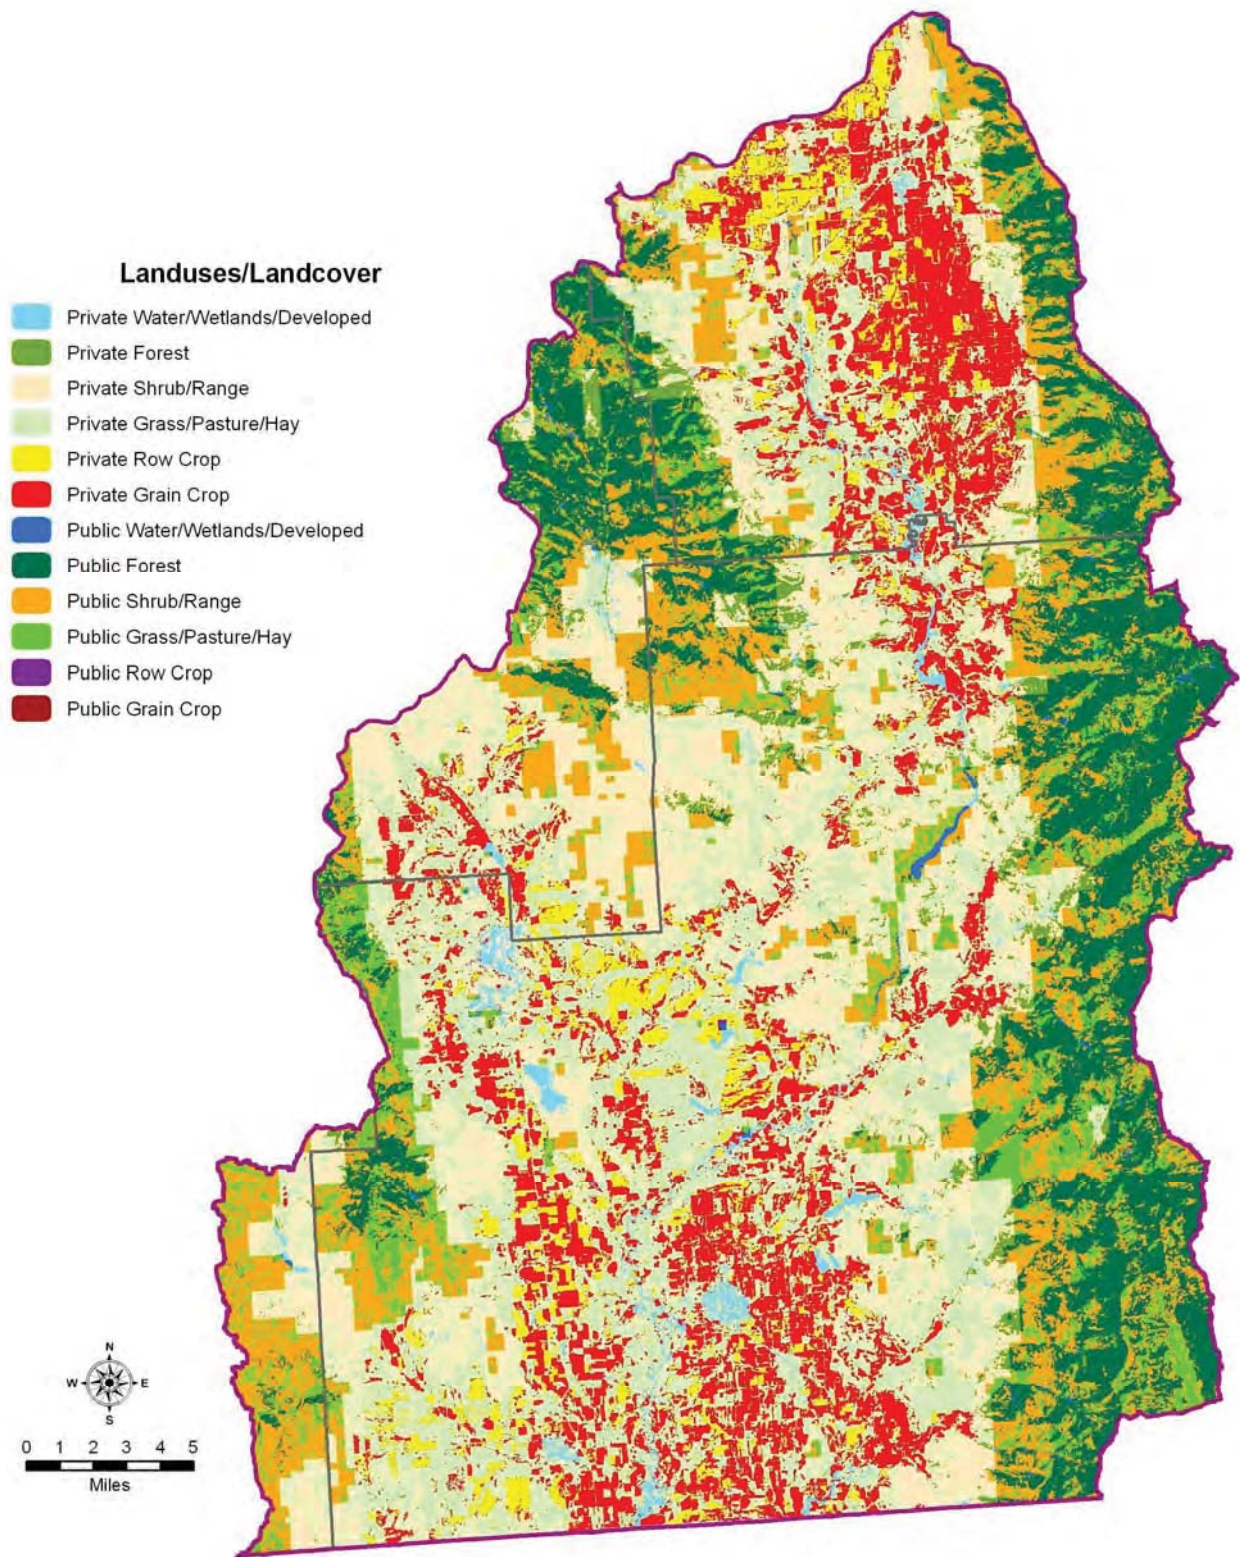 Landuses/Landcover
Private Water/Wetlands/Developed
Private Forest
Private Shrub/Range
Private Grass/Pasture/Hay
Private Row Crop
Private Grain Crop
Public Water/Wetlands/Developed
Public Forest
Public Shrub/Range
Public Grass/Pasture/Hay
Public Row Crop
Public Grain Crop
N
W E
S
0 1 2 3 4 5
Miles